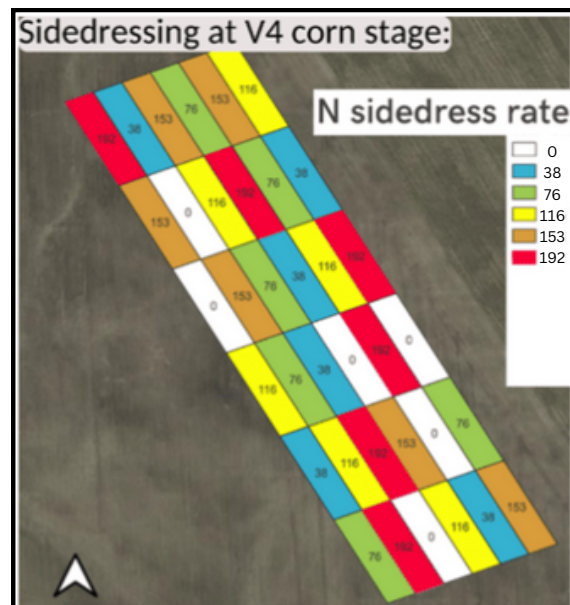 Sidedressing at V4 corn stage:
N sidedress rate
0
38
76
116
153
192
192 38 153 76 153 116
153 0 116 192 76 38
0 153 76 38 116 192
116 76 38 0 192 0
38 116 192 153 0 76
76 192 0 116 38 153